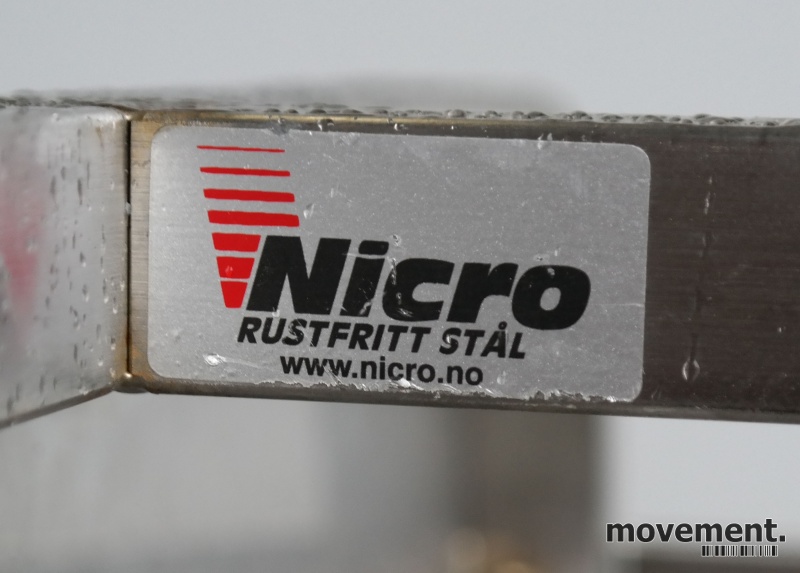 Nicro
RUSTFRITT STÅL
www.nicro.no
movement.